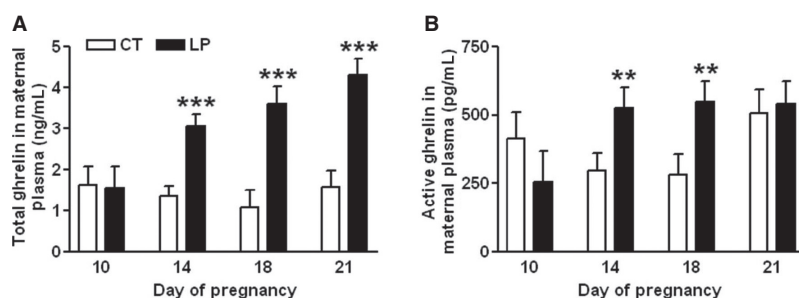 A
CT LP
Total ghrelin in maternal
plasma (ng/mL)
5
4
3
2
1
0
***
***
***
10 14 18 21
Day of pregnancy
B
Active ghrelin in
maternal plasma (pg/mL)
750
500
250
0
**
**
10 14 18 21
Day of pregnancy